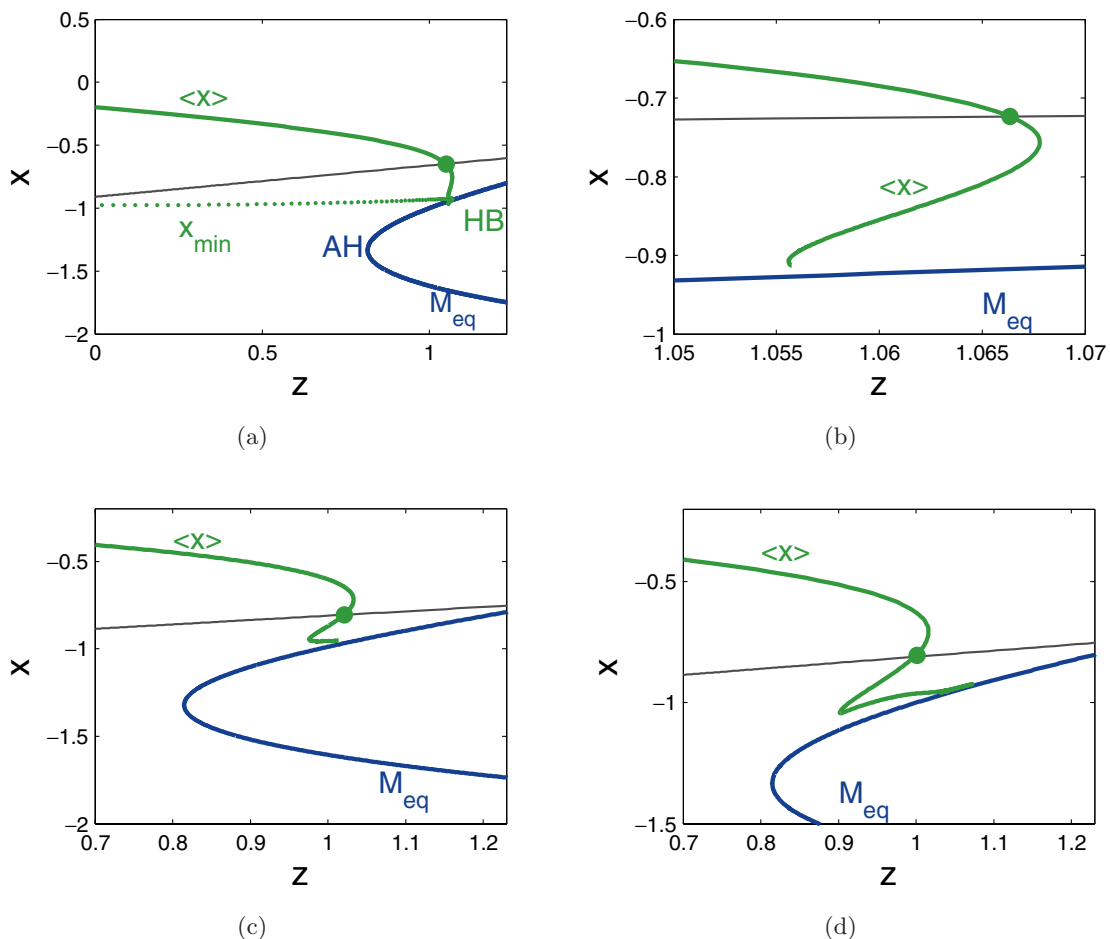 0.5
0
−0.5
−1
−1.5
−2
x
<x>
x min
AH
HB
M eq
0
0.5
1
z
(a)
−0.6
−0.7
−0.8
−0.9
−1
x
<x>
M eq
1.05
1.055
1.06
1.065
1.07
z
(b)
−0.5
−1
−1.5
−2
x
<x>
M eq
0.7
0.8
0.9
1
1.1
1.2
z
(c)
−0.5
−1
−1.5
x
<x>
M eq
0.7
0.8
0.9
1
1.1
1.2
z
(d)